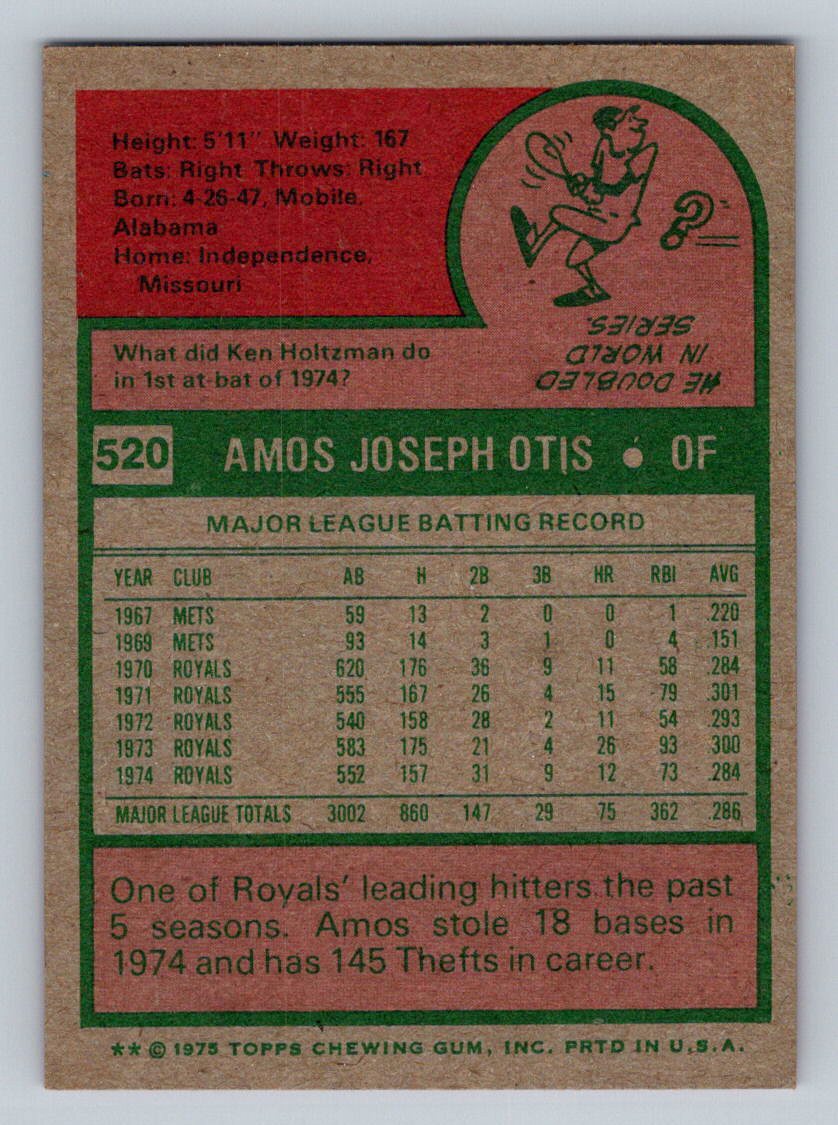 Height: 5'11" Weight: 167
Bats: Right Throws: Right
Born: 4-26-47, Mobile,
Alabama
Home: Independence,
Missouri
?
What did Ken Holtzman do
in 1st at-bat of 1974?
HE DOUBLED
IN WORLD
SERIES.
520 AMOS JOSEPH OTIS • OF
MAJOR LEAGUE BATTING RECORD
YEAR CLUB AB H 2B 3B HR RBI AVG
1967 METS 59 13 2 0 0 1 .220
1969 METS 93 14 3 1 0 4 .151
1970 ROYALS 620 176 36 9 11 58 .284
1971 ROYALS 555 167 26 4 15 79 .301
1972 ROYALS 540 158 28 2 11 54 .293
1973 ROYALS 583 175 21 4 26 93 .300
1974 ROYALS 552 157 31 9 12 73 .284
MAJOR LEAGUE TOTALS 3002 860 147 29 75 362 .286
One of Royals' leading hitters the past
5 seasons. Amos stole 18 bases in
1974 and has 145 Thefts in career.
** © 1975 TOPPS CHEWING GUM, INC. PRTD IN U.S.A.